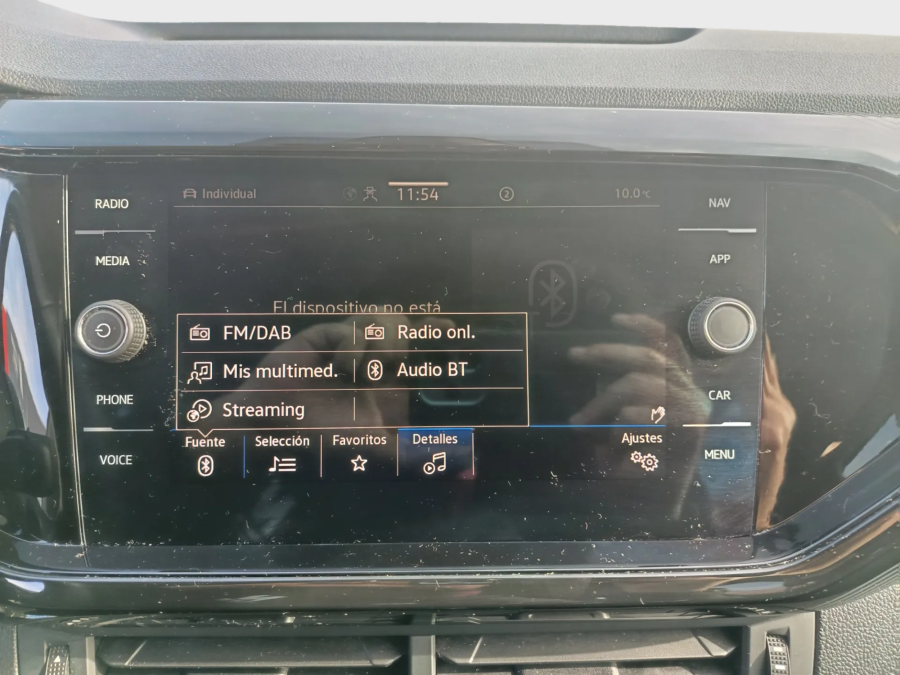 RADIO
MEDIA
PHONE
VOICE
Individual 11:54 2 10.0°C
El dispositivo no está
FM/DAB Radio onl.
Mis multimed. Audio BT
Streaming
Fuente Selección Favoritos Detalles Ajustes
NAV
APP
CAR
MENU